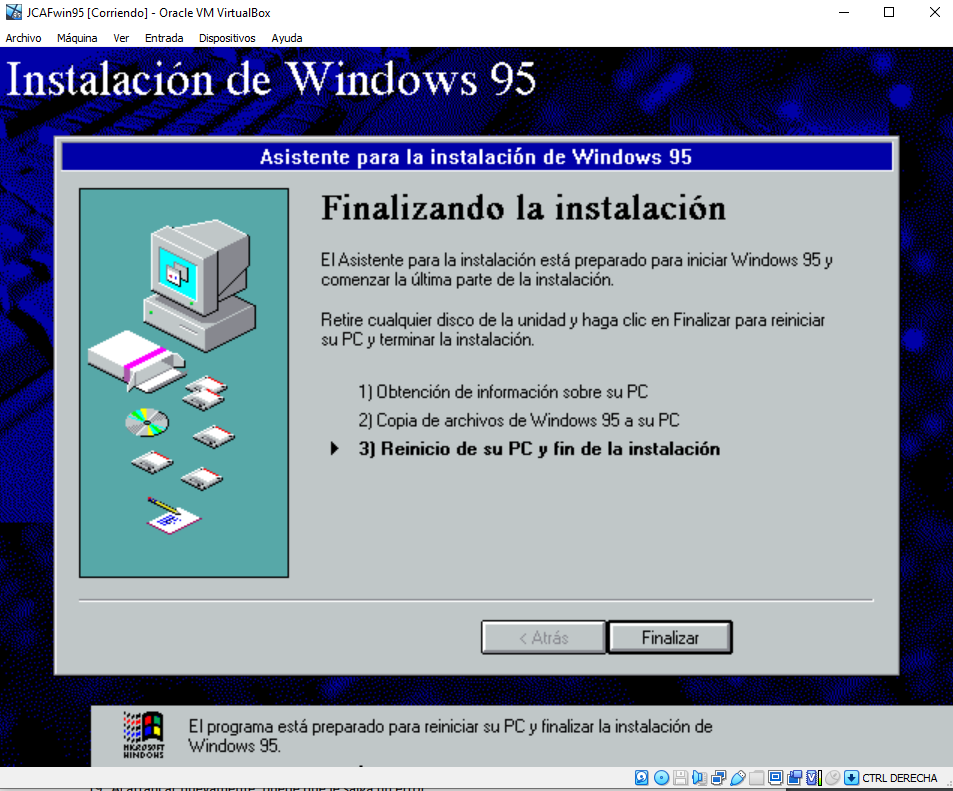 JCAFwin95 [Corriendo] - Oracle VM VirtualBox
Archivo Máquina Ver Entrada Dispositivos Ayuda
Instalación de Windows 95
Asistente para la instalación de Windows 95
Finalizando la instalación
El Asistente para la instalación está preparado para iniciar Windows 95 y
comenzar la última parte de la instalación.
Retire cualquier disco de la unidad y haga clic en Finalizar para reiniciar
su PC y terminar la instalación.
1) Obtención de información sobre su PC
2) Copia de archivos de Windows 95 a su PC
3) Reinicio de su PC y fin de la instalación
< Atrás Finalizar
El programa está preparado para reiniciar su PC y finalizar la instalación de
Windows 95.
MICROSOFT
WINDOWS
CTRL DERECHA